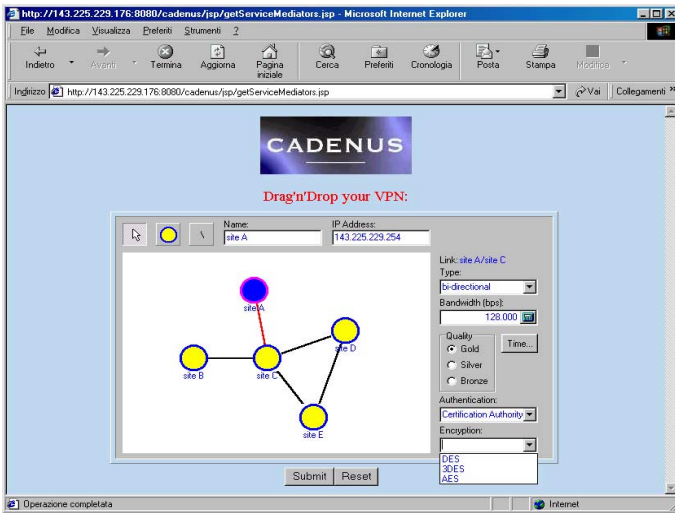 http://143.225.229.176:8080/cadenus/jsp/getServiceMediators.jsp - Microsoft Internet Explorer
File Modifica Visualizza Preferiti Strumenti ?
Indietro Avanti Termina Aggiorna Pagina iniziale Cerca Preferiti Cronologia Posta Stampa Modifica
Indirizzo http://143.225.229.176:8080/cadenus/jsp/getServiceMediators.jsp Vai Collegamenti »
CADENUS
Drag'n'Drop your VPN:
Name: IP Address:
site A 143.225.229.254
Link: site A/site C
Type:
bi-directional
Bandwidth (bps):
128.000
Quality
Gold
Silver
Bronze
Time...
Authentication:
Certification Authority
Encryption:
DES
3DES
AES
site A
site D
site B
site C
site E
Submit Reset
Operazione completata Internet